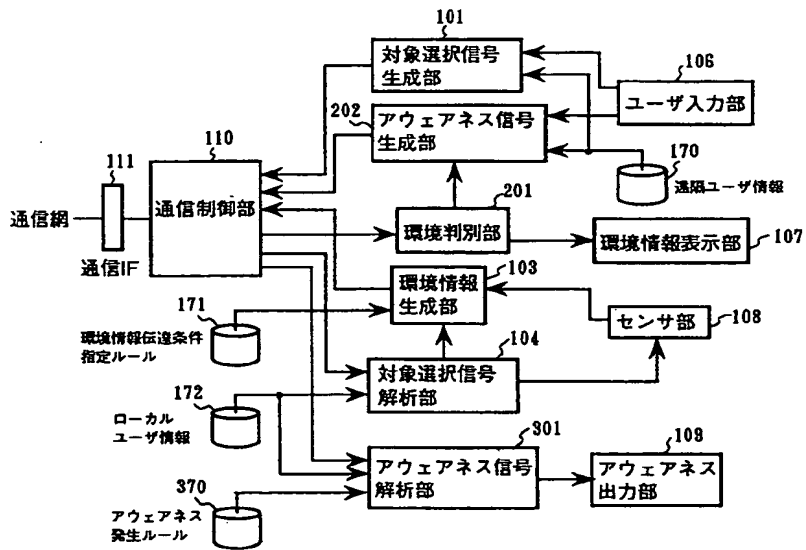 101
対象選択信号
生成部
106
ユーザ入力部
202
アウェアネス信号
生成部
110
111
通信網
通信制御部
通信IF
170
遠隔ユーザ情報
201
環境判別部
環境情報表示部
107
103
環境情報
生成部
171
環境情報伝達条件
指定ルール
センサ部
108
104
対象選択信号
解析部
172
ローカル
ユーザ情報
301
アウェアネス信号
解析部
109
アウェアネス
出力部
370
アウェアネス
発生ルール